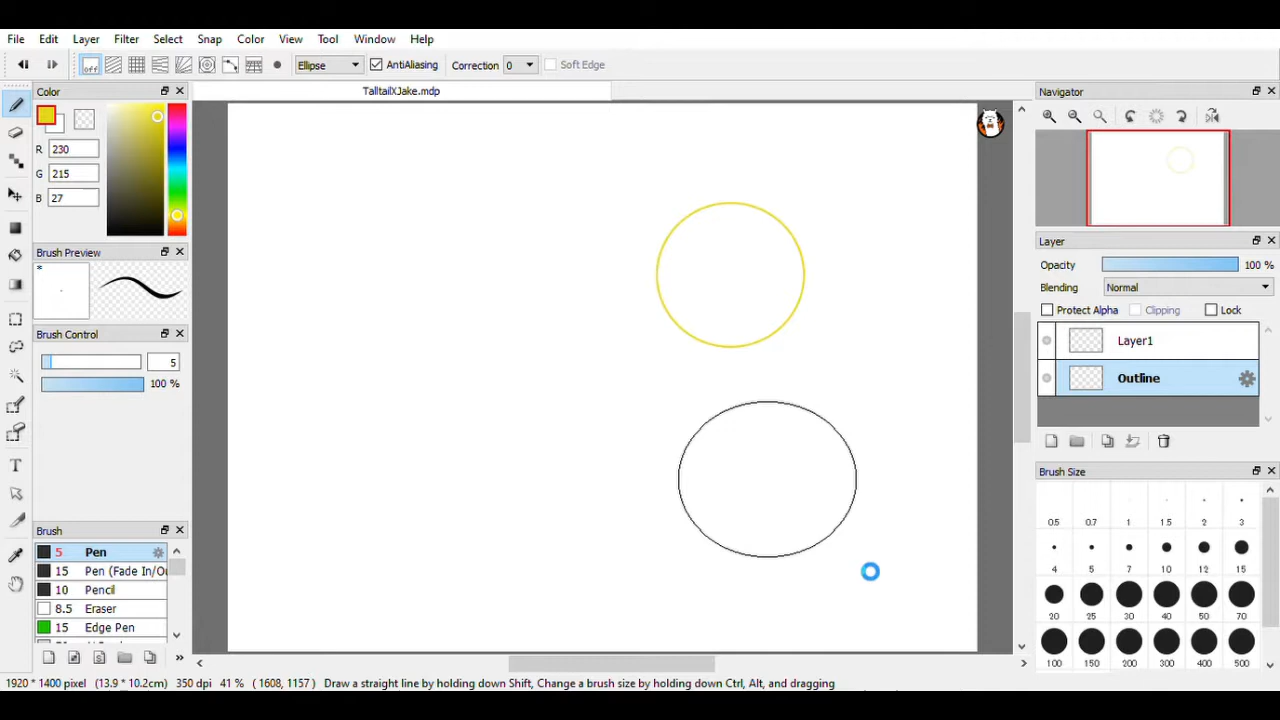 File Edit Layer Filter Select Snap Color View Tool Window Help
off Ellipse AntiAliasing Correction 0 Soft Edge
Color
TalltailXJake.mdp
Navigator
R 230
G 215
B 27
Brush Preview
*
Layer
Opacity 100 %
Blending Normal
Protect Alpha Clipping Lock
Layer1
Outline
Brush Control
5
100 %
Brush Size
0.5 0.7 1 1.5 2 3
4 5 7 10 12 15
20 25 30 40 50 70
100 150 200 300 400 500
Brush
5 Pen
15 Pen (Fade In/Ou
10 Pencil
8.5 Eraser
15 Edge Pen
1920 * 1400 pixel (13.9 * 10.2cm) 350 dpi 41 % ( 1608, 1157 ) Draw a straight line by holding down Shift, Change a brush size by holding down Ctrl, Alt, and dragging